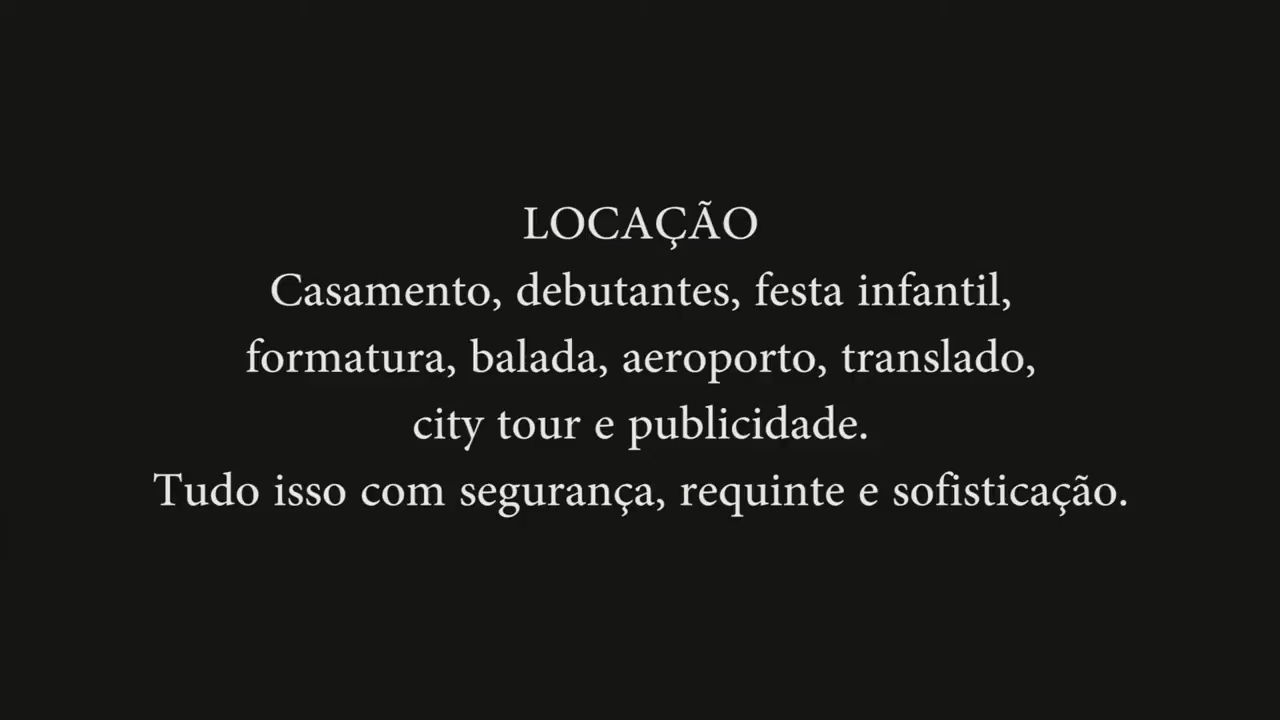 LOCAÇÃO
Casamento, debutantes, festa infantil,
formatura, balada, aeroporto, translado,
city tour e publicidade.
Tudo isso com segurança, requinte e sofisticação.